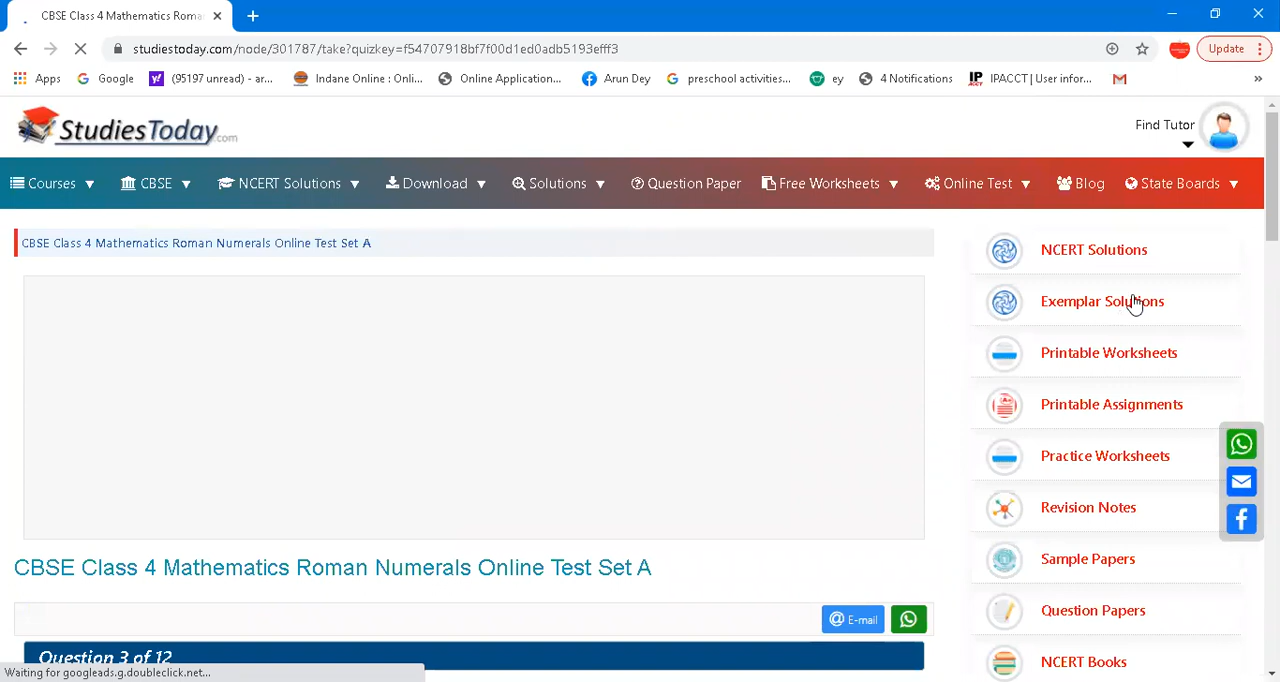 CBSE Class 4 Mathematics Roma
studiestoday.com/node/301787/take?quizkey=f54707918bf7f00d1ed0adb5193efff3
Update
Apps Google (95197 unread) - ar... Indane Online : Onli... Online Application... Arun Dey preschool activities... ey 4 Notifications IPACCT | User infor... »
StudiesToday.com
Find Tutor
Courses CBSE NCERT Solutions Download Solutions Question Paper Free Worksheets Online Test Blog State Boards
CBSE Class 4 Mathematics Roman Numerals Online Test Set A
NCERT Solutions
Exemplar Solutions
Printable Worksheets
Printable Assignments
Practice Worksheets
Revision Notes
Sample Papers
Question Papers
NCERT Books
CBSE Class 4 Mathematics Roman Numerals Online Test Set A
E-mail
Question 3 of 12
Waiting for googleads.g.doubleclick.net...